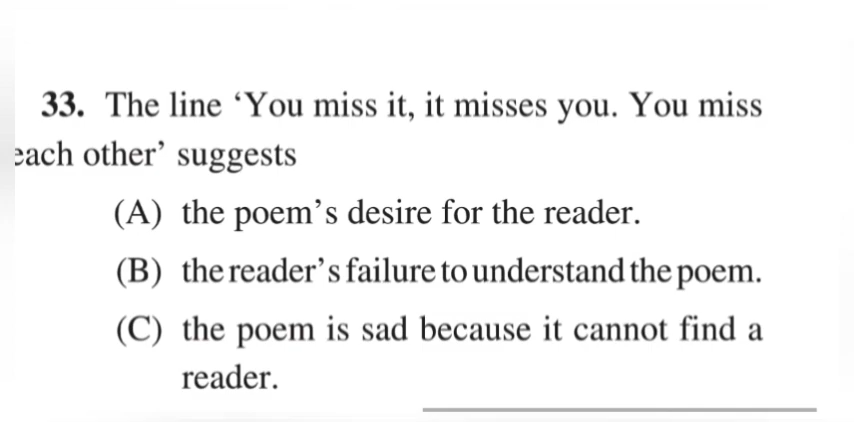 33. The line ‘You miss it, it misses you. You miss
each other’ suggests
(A) the poem’s desire for the reader.
(B) the reader’s failure to understand the poem.
(C) the poem is sad because it cannot find a
reader.